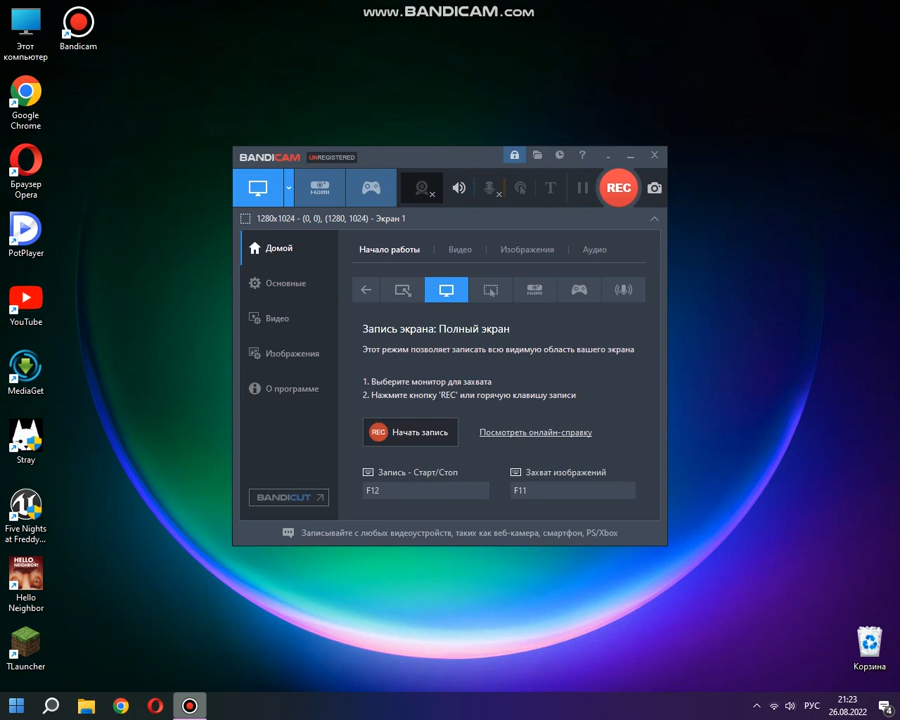 www.BANDICAM.com
Этот
компьютер
Bandicam
Google
Chrome
Браузер
Opera
PotPlayer
YouTube
MediaGet
Stray
Five Nights
at Freddy...
HELLO
NEIGHBOR
Hello
Neighbor
TLauncher
BANDICAM UNREGISTERED
HDMI
T
REC
1280x1024 - (0, 0), (1280, 1024) - Экран 1
Домой
Основные
Видео
Изображения
О программе
BANDICUT
Начало работы
Видео
Изображения
Аудио
Запись экрана: Полный экран
Этот режим позволяет записать всю видимую область вашего экрана
1. Выберите монитор для захвата
2. Нажмите кнопку 'REC' или горячую клавишу записи
REC Начать запись
Посмотреть онлайн-справку
Запись - Старт/Стоп
F12
Захват изображений
F11
Записывайте с любых видеоустройств, таких как веб-камера, смартфон, PS/Xbox
Корзина
РУС
21:23
26.08.2022
4